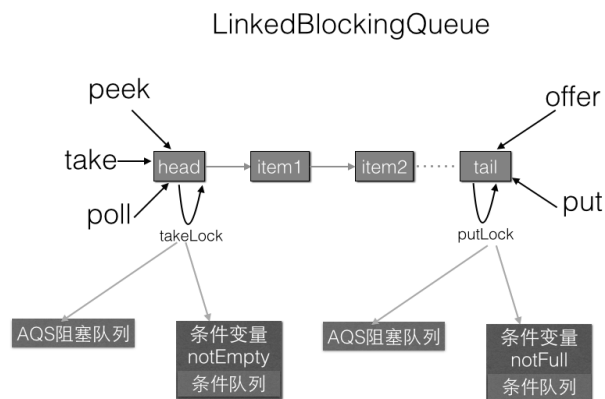 LinkedBlockingQueue
peek
offer
take
head
item1
item2
tail
poll
put
takeLock
putLock
AQS阻塞队列
条件变量
notEmpty
条件队列
AQS阻塞队列
条件变量
notFull
条件队列